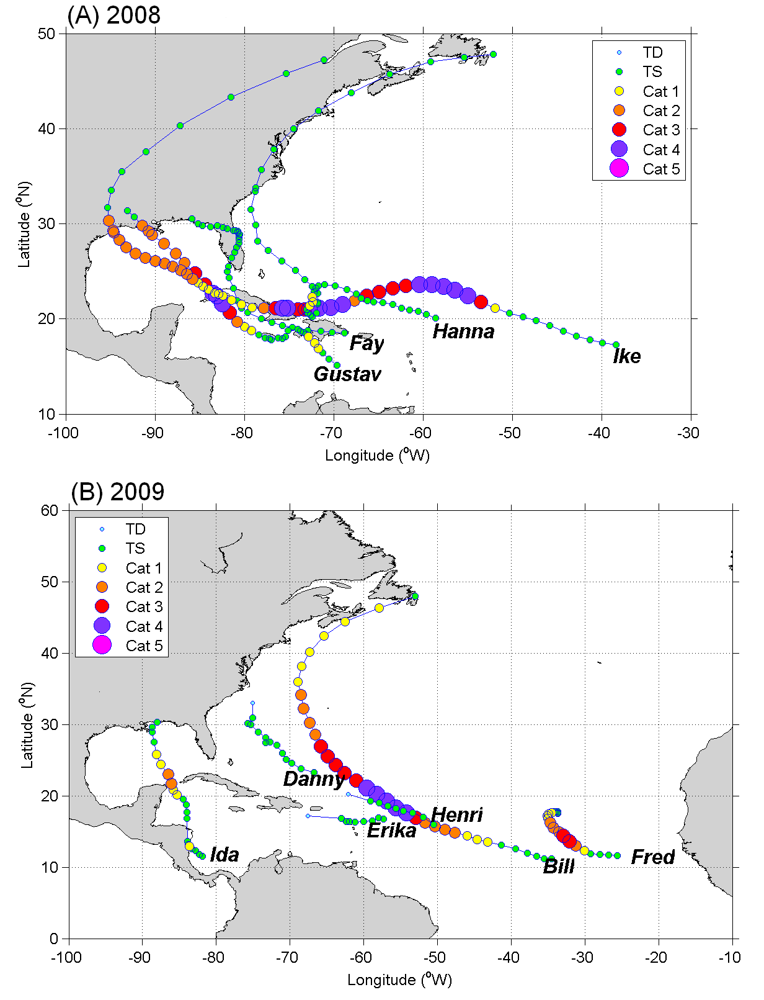 (A) 2008
50
40
30
20
10
Latitude (°N)
TD
TS
Cat 1
Cat 2
Cat 3
Cat 4
Cat 5
Hanna
Fay
Ike
Gustav
-100 -90 -80 -70 -60 -50 -40 -30
Longitude (°W)
(B) 2009
60
50
40
30
20
10
0
Latitude (°N)
TD
TS
Cat 1
Cat 2
Cat 3
Cat 4
Cat 5
Danny
Henri
Erika
Ida
Fred
Bill
-100 -90 -80 -70 -60 -50 -40 -30 -20 -10
Longitude (°W)